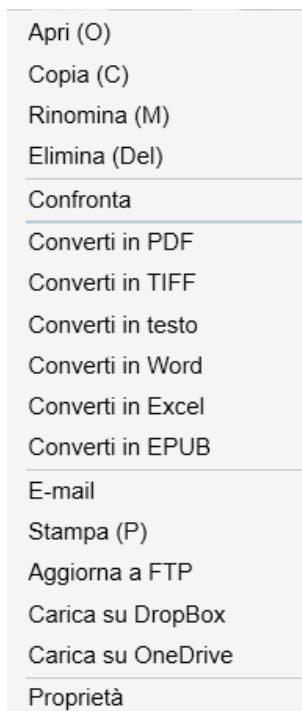 Apri (O)
Copia (C)
Rinomina (M)
Elimina (Del)
Confronta
Converti in PDF
Converti in TIFF
Converti in testo
Converti in Word
Converti in Excel
Converti in EPUB
E-mail
Stampa (P)
Aggiorna a FTP
Carica su DropBox
Carica su OneDrive
Proprietà